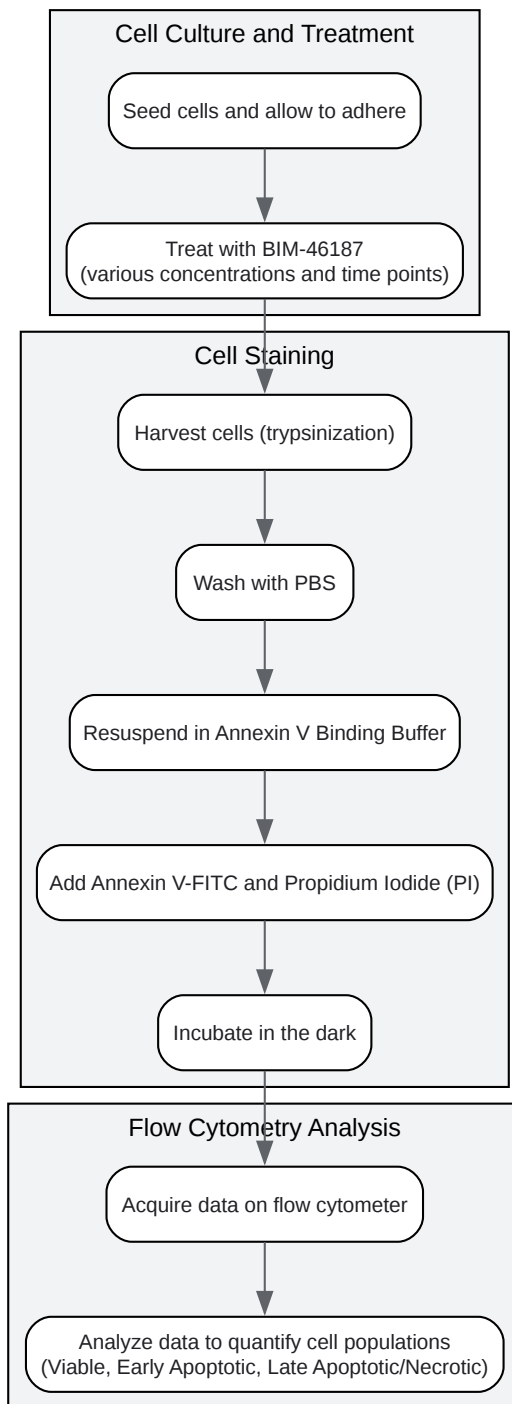 Cell Culture and Treatment
Seed cells and allow to adhere
Treat with BIM-46187
(various concentrations and time points)
Cell Staining
Harvest cells (trypsinization)
Wash with PBS
Resuspend in Annexin V Binding Buffer
Add Annexin V-FITC and Propidium Iodide (PI)
Incubate in the dark
Flow Cytometry Analysis
Acquire data on flow cytometer
Analyze data to quantify cell populations
(Viable, Early Apoptotic, Late Apoptotic/Necrotic)